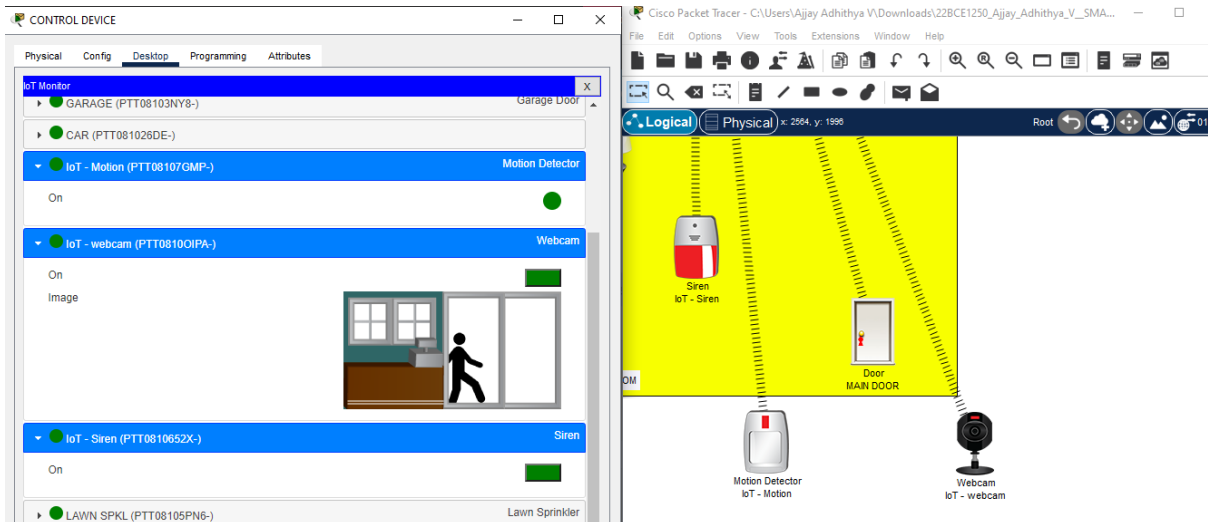 CONTROL DEVICE
Physical Config Desktop Programming Attributes
IoT Monitor X
GARAGE (PTT08103NY8-) Garage Door
CAR (PTT081026DE-)
IoT - Motion (PTT08107GMP-) Motion Detector
On
IoT - webcam (PTT0810OIPA-) Webcam
On
Image
IoT - Siren (PTT0810652X-) Siren
On
LAWN SPKL (PTT08105PN6-) Lawn Sprinkler
Cisco Packet Tracer - C:\Users\Ajjay Adhithya V\Downloads\22BCE1250_Ajjay_Adhithya_V__SMA...
File Edit Options View Tools Extensions Window Help
Logical Physical x: 2564, y: 1996 Root 01
Siren
IoT - Siren
Door
MAIN DOOR
OM
Motion Detector
IoT - Motion
Webcam
IoT - webcam